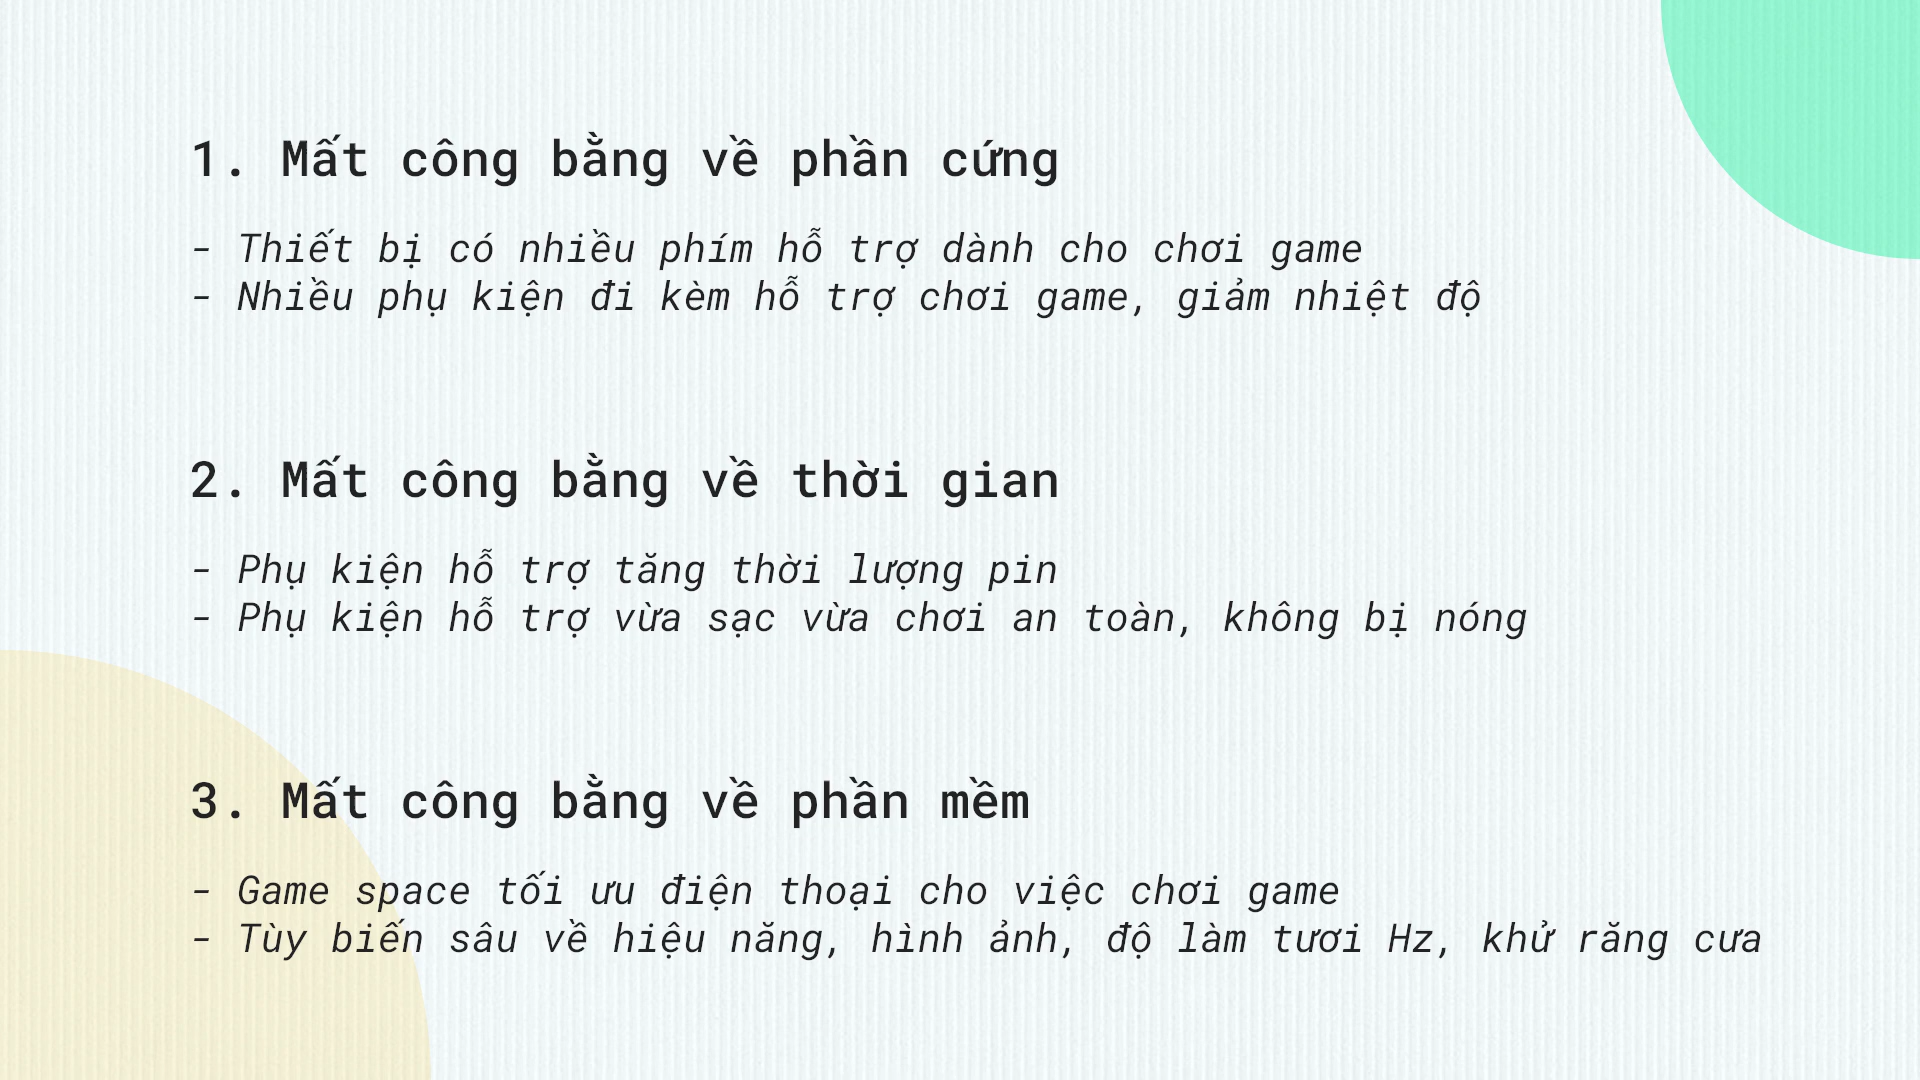 1. Mất công bằng về phần cứng
- Thiết bị có nhiều phím hỗ trợ dành cho chơi game
- Nhiều phụ kiện đi kèm hỗ trợ chơi game, giảm nhiệt độ
2. Mất công bằng về thời gian
- Phụ kiện hỗ trợ tăng thời lượng pin
- Phụ kiện hỗ trợ vừa sạc vừa chơi an toàn, không bị nóng
3. Mất công bằng về phần mềm
- Game space tối ưu điện thoại cho việc chơi game
- Tùy biến sâu về hiệu năng, hình ảnh, độ làm tươi Hz, khử răng cưa